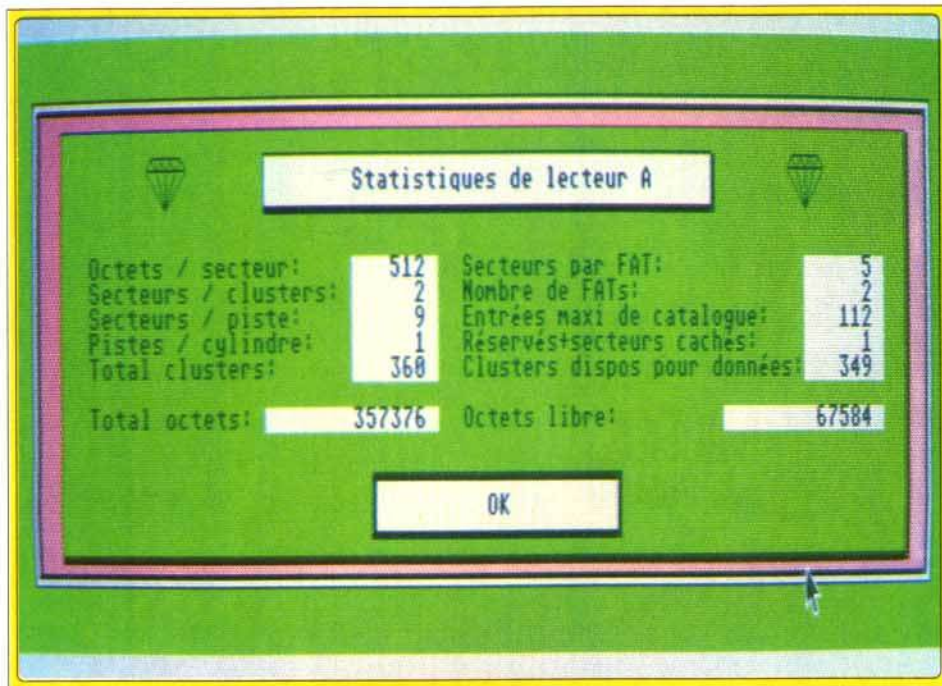 Statistiques de lecteur A
Octets / secteur: 512
Secteurs / clusters: 2
Secteurs / piste: 9
Pistes / cylindre: 1
Total clusters: 360
Secteurs par FAT: 5
Nombre de FATs: 2
Entrées maxi de catalogue: 112
Réservés+secteurs cachés: 1
Clusters dispos pour données: 349
Total octets: 357376
Octets libre: 67584
OK